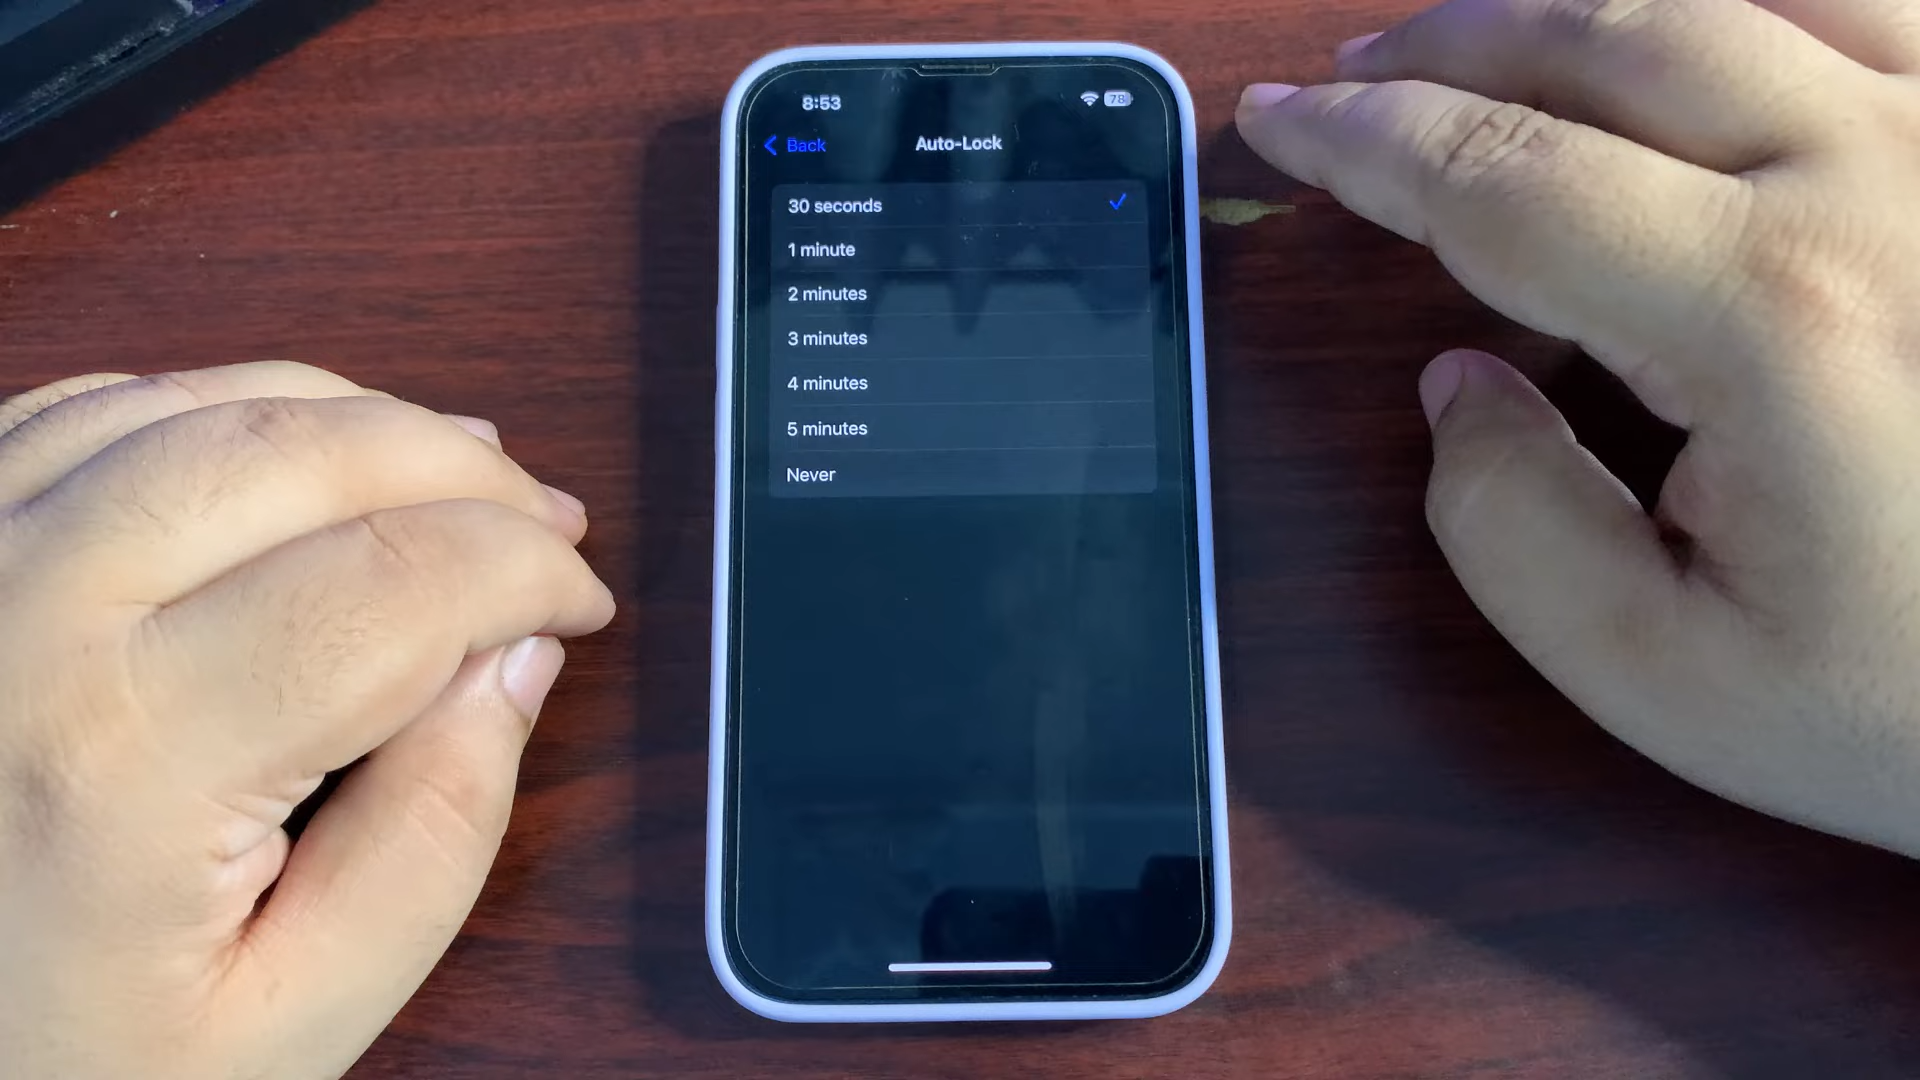 8:53
78
Back
Auto-Lock
30 seconds
1 minute
2 minutes
3 minutes
4 minutes
5 minutes
Never